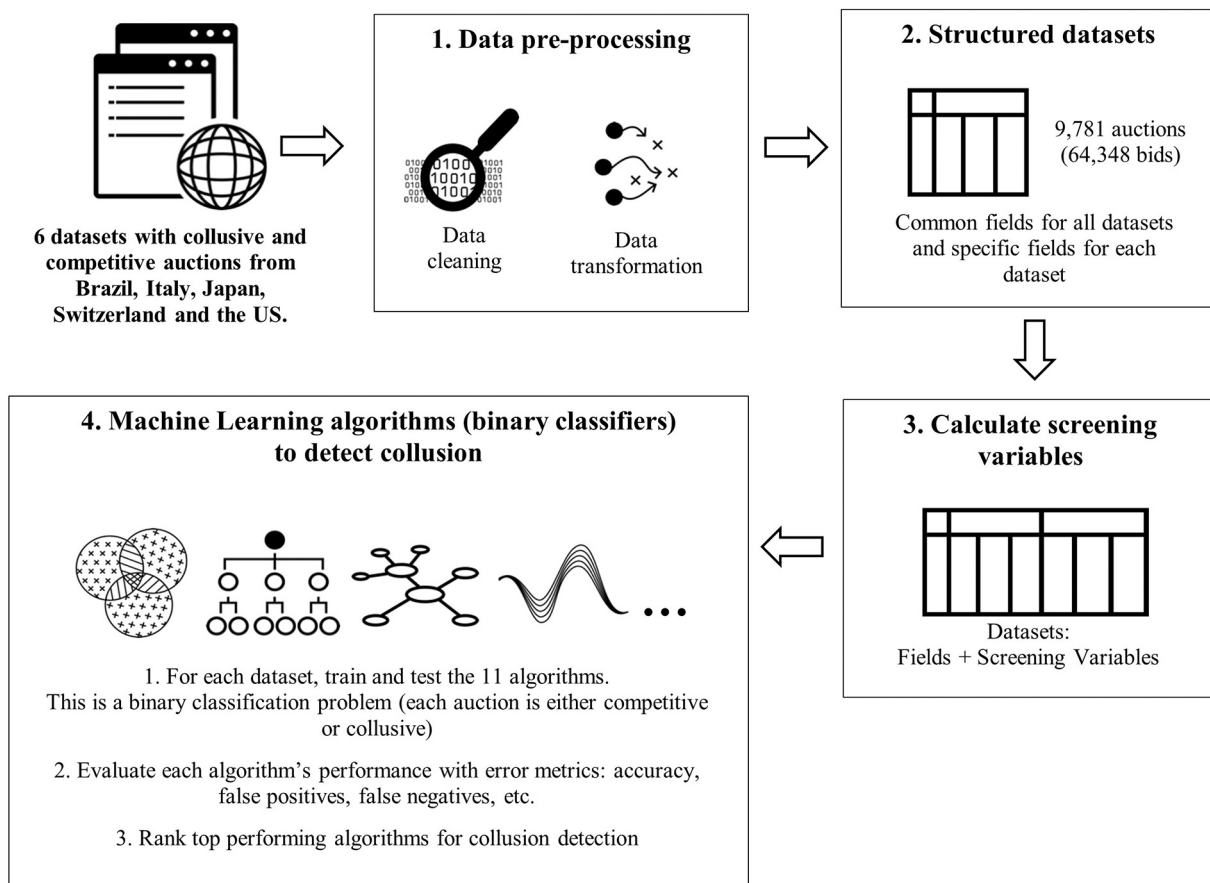 6 datasets with collusive and
competitive auctions from
Brazil, Italy, Japan,
Switzerland and the US.
1. Data pre-processing
Data
cleaning
Data
transformation
2. Structured datasets
9,781 auctions
(64,348 bids)
Common fields for all datasets
and specific fields for each
dataset
3. Calculate screening
variables
Datasets:
Fields + Screening Variables
4. Machine Learning algorithms (binary classifiers)
to detect collusion
1. For each dataset, train and test the 11 algorithms.
This is a binary classification problem (each auction is either competitive
or collusive)
2. Evaluate each algorithm’s performance with error metrics: accuracy,
false positives, false negatives, etc.
3. Rank top performing algorithms for collusion detection